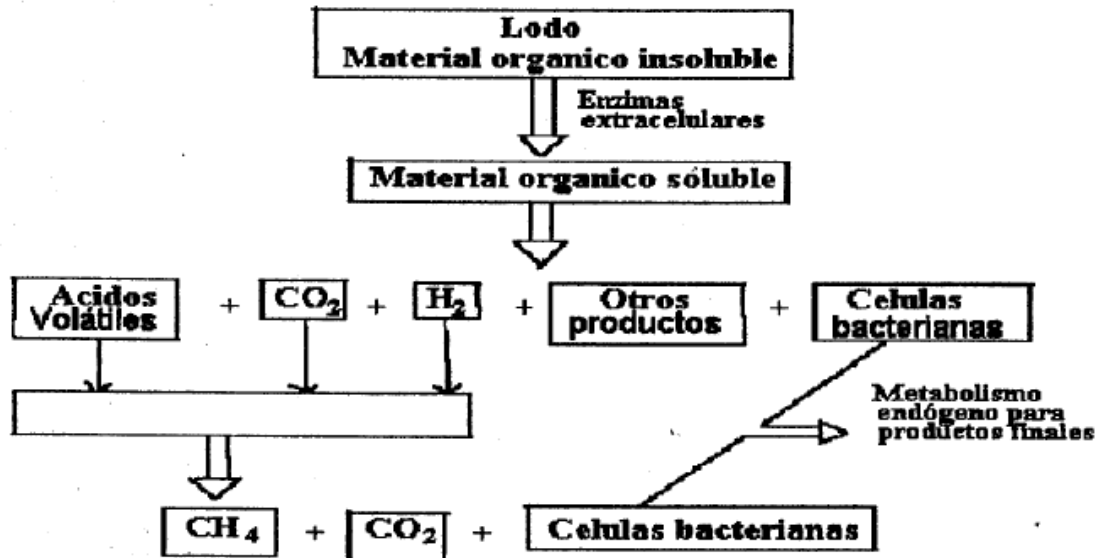 Lodo
Material organico insoluble
Enzimas
extracelulares
Material organico sóluble
Acidos
Volátiles
+ CO₂ + H₂ +
Otros
productos
+
Celulas
bacterianas
Metabolismo
endógeno para
productos finales
CH₄ + CO₂ + Celulas bacterianas